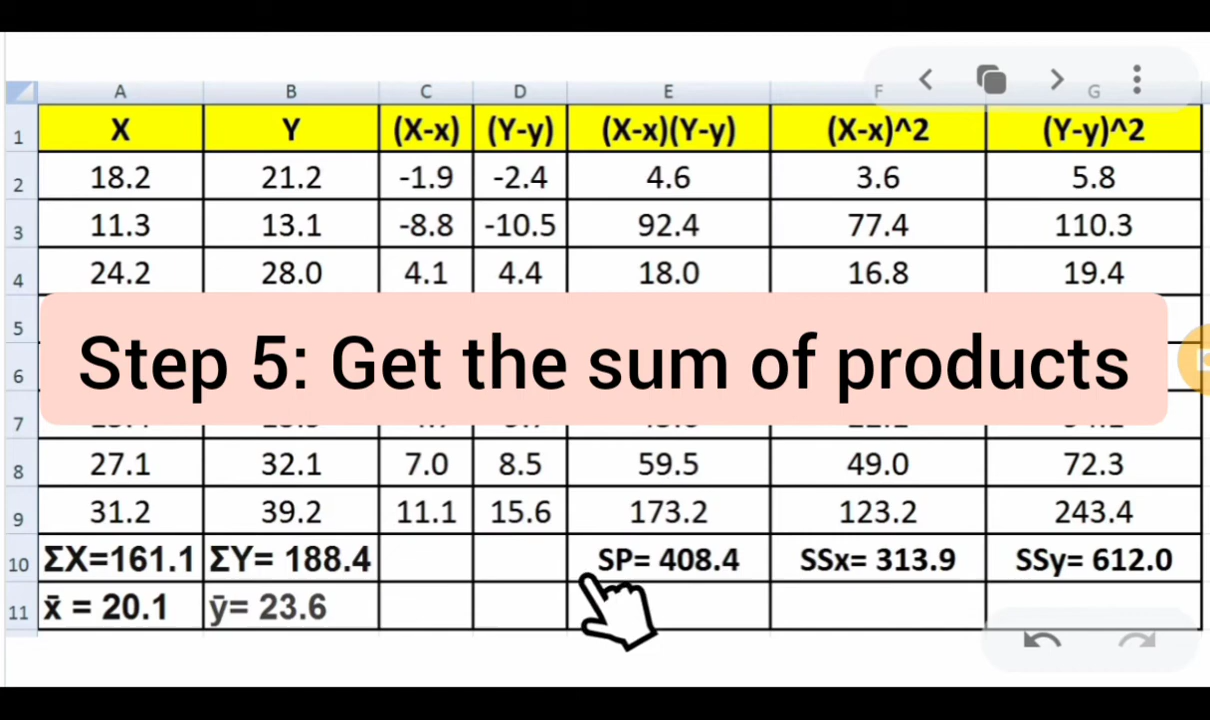 A B C D E F G
1 X Y (X-x) (Y-y) (X-x)(Y-y) (X-x)^2 (Y-y)^2
2 18.2 21.2 -1.9 -2.4 4.6 3.6 5.8
3 11.3 13.1 -8.8 -10.5 92.4 77.4 110.3
4 24.2 28.0 4.1 4.4 18.0 16.8 19.4
5
Step 5: Get the sum of products
6
7
8 27.1 32.1 7.0 8.5 59.5 49.0 72.3
9 31.2 39.2 11.1 15.6 173.2 123.2 243.4
10 ΣX=161.1 ΣY= 188.4 SP= 408.4 SSx= 313.9 SSy= 612.0
11 x̄ = 20.1 ȳ= 23.6